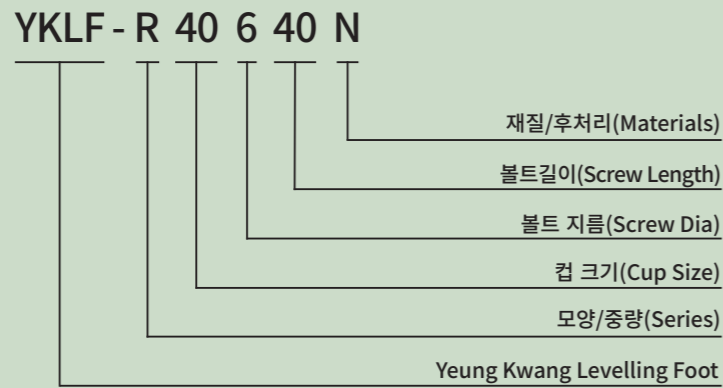 YKLF - R 40 6 40 N
재질/후처리(Materials)
볼트길이(Screw Length)
볼트 지름(Screw Dia)
컵 크기(Cup Size)
모양/중량(Series)
Yeung Kwang Levelling Foot